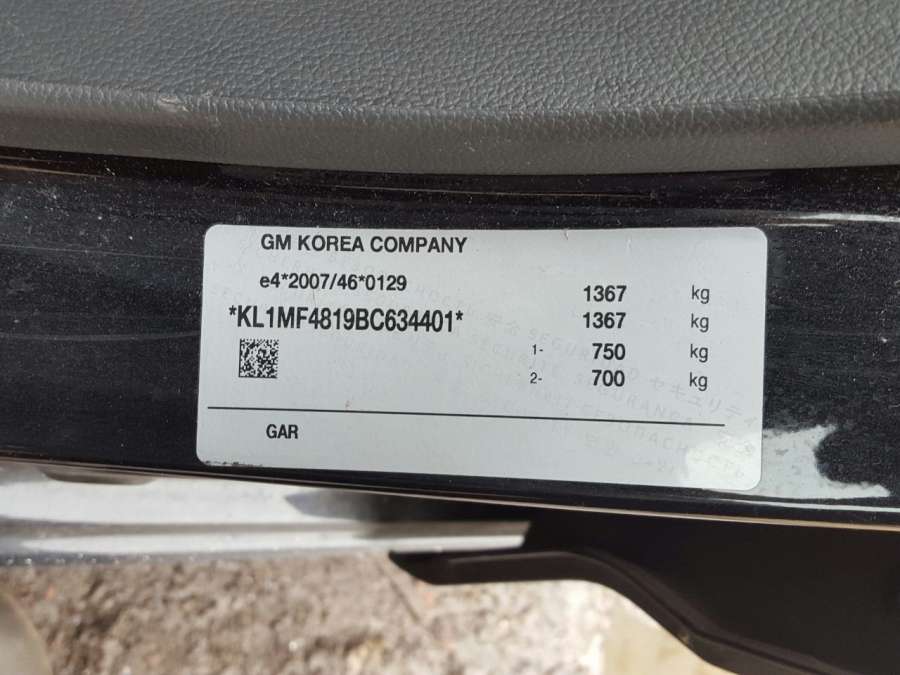 GM KOREA COMPANY
e4*2007/46*0129
*KL1MF4819BC634401*
1367 kg
1367 kg
1- 750 kg
2- 700 kg
GAR